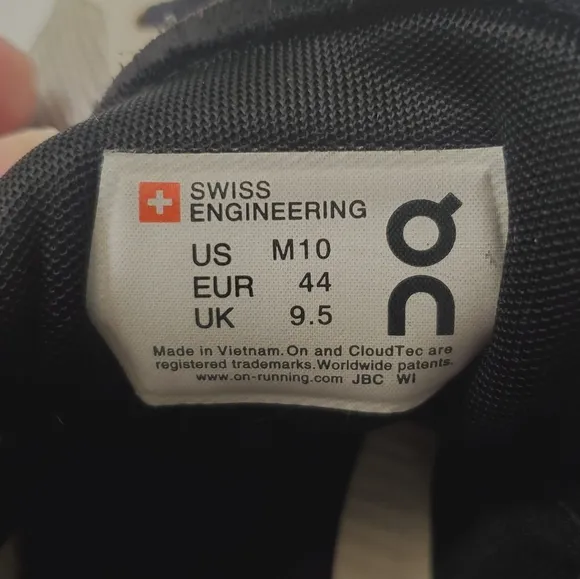 SWISS
ENGINEERING
US M10
EUR 44
UK 9.5
On
Made in Vietnam. On and CloudTec are
registered trademarks. Worldwide patents.
www.on-running.com JBC WI